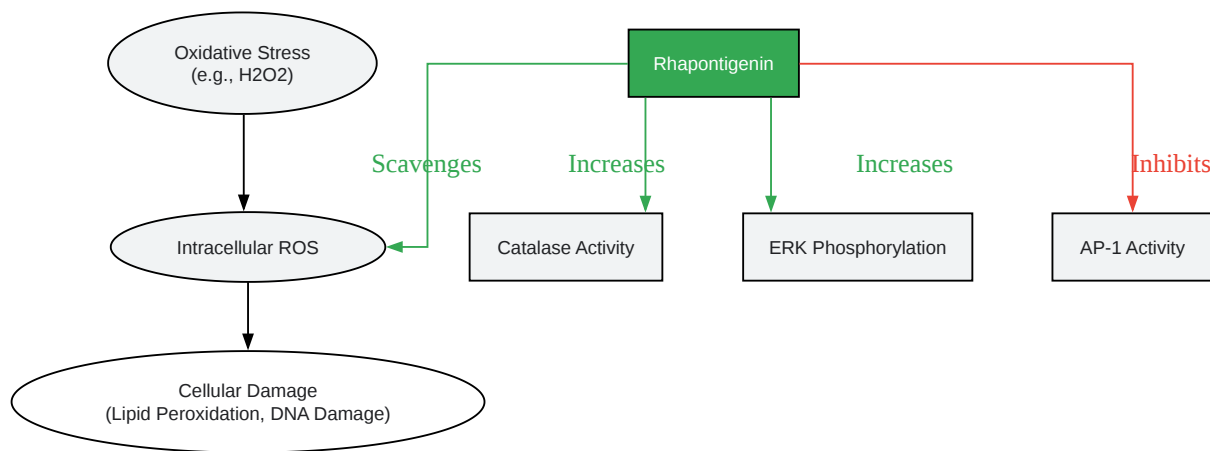 Oxidative Stress
(e.g., H2O2)
Rhapontigenin
Scavenges
Increases
Increases
Inhibits
Intracellular ROS
Catalase Activity
ERK Phosphorylation
AP-1 Activity
Cellular Damage
(Lipid Peroxidation, DNA Damage)